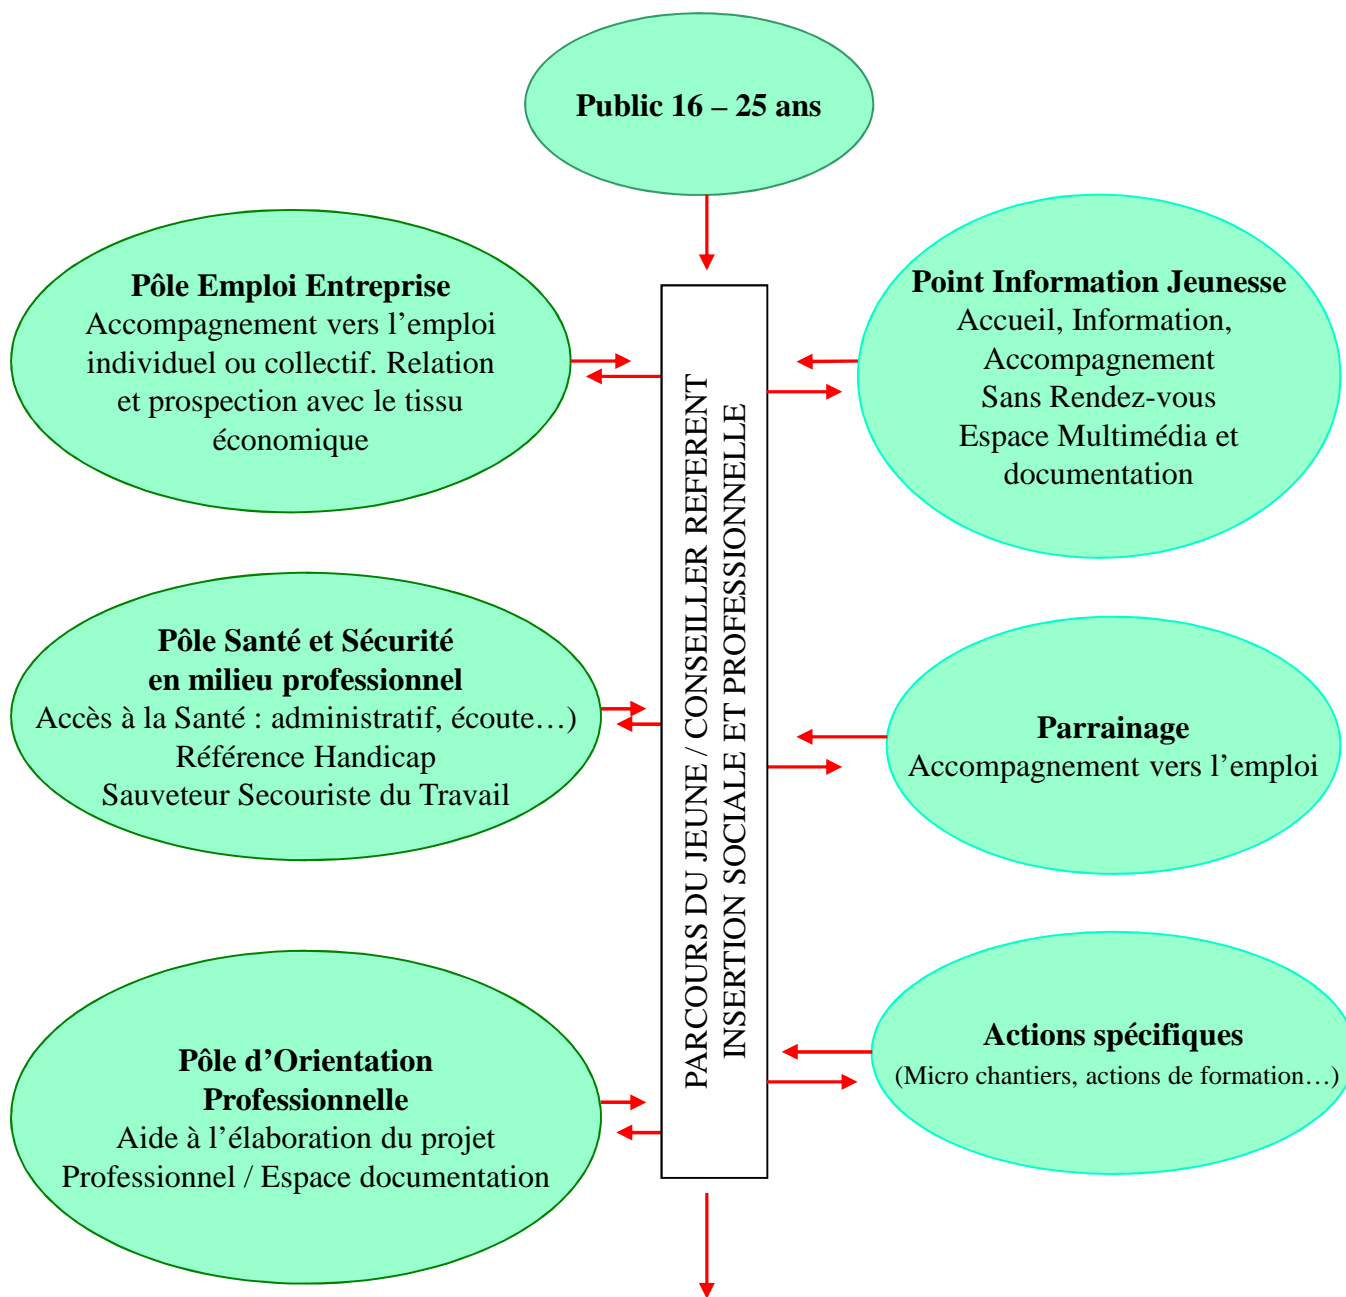 Public 16 – 25 ans
Pôle Emploi Entreprise
Accompagnement vers l’emploi
individuel ou collectif. Relation
et prospection avec le tissu
économique
Point Information Jeunesse
Accueil, Information,
Accompagnement
Sans Rendez-vous
Espace Multimédia et
documentation
PARCOURS DU JEUNE / CONSEILLER REFERENT
INSERTION SOCIALE ET PROFESSIONNELLE
Pôle Santé et Sécurité
en milieu professionnel
Accès à la Santé : administratif, écoute…)
Référence Handicap
Sauveteur Secouriste du Travail
Parrainage
Accompagnement vers l’emploi
Pôle d’Orientation
Professionnelle
Aide à l’élaboration du projet
Professionnel / Espace documentation
Actions spécifiques
(Micro chantiers, actions de formation…)